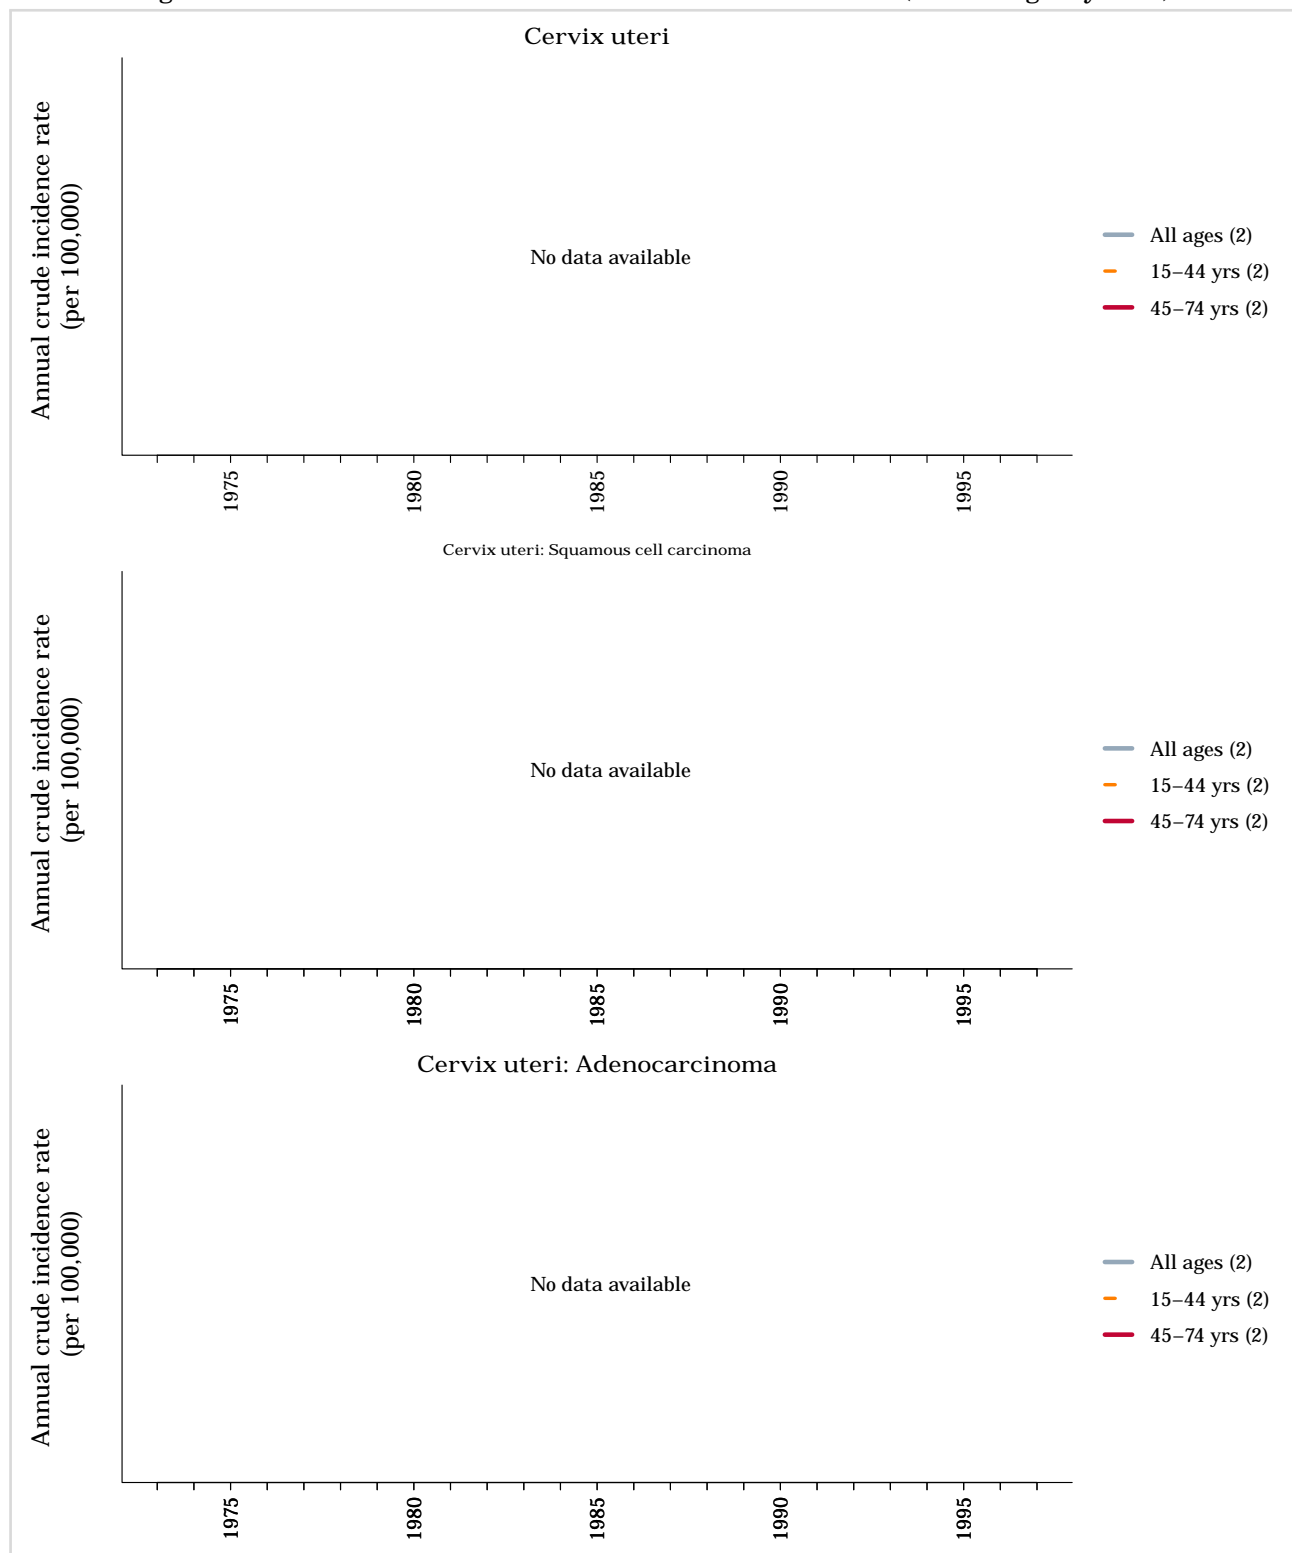 Cervix uteri
Annual crude incidence rate
(per 100,000)
No data available
All ages (2)
15–44 yrs (2)
45–74 yrs (2)
1975
1980
1985
1990
1995
Cervix uteri: Squamous cell carcinoma
Annual crude incidence rate
(per 100,000)
No data available
All ages (2)
15–44 yrs (2)
45–74 yrs (2)
1975
1980
1985
1990
1995
Cervix uteri: Adenocarcinoma
Annual crude incidence rate
(per 100,000)
No data available
All ages (2)
15–44 yrs (2)
45–74 yrs (2)
1975
1980
1985
1990
1995